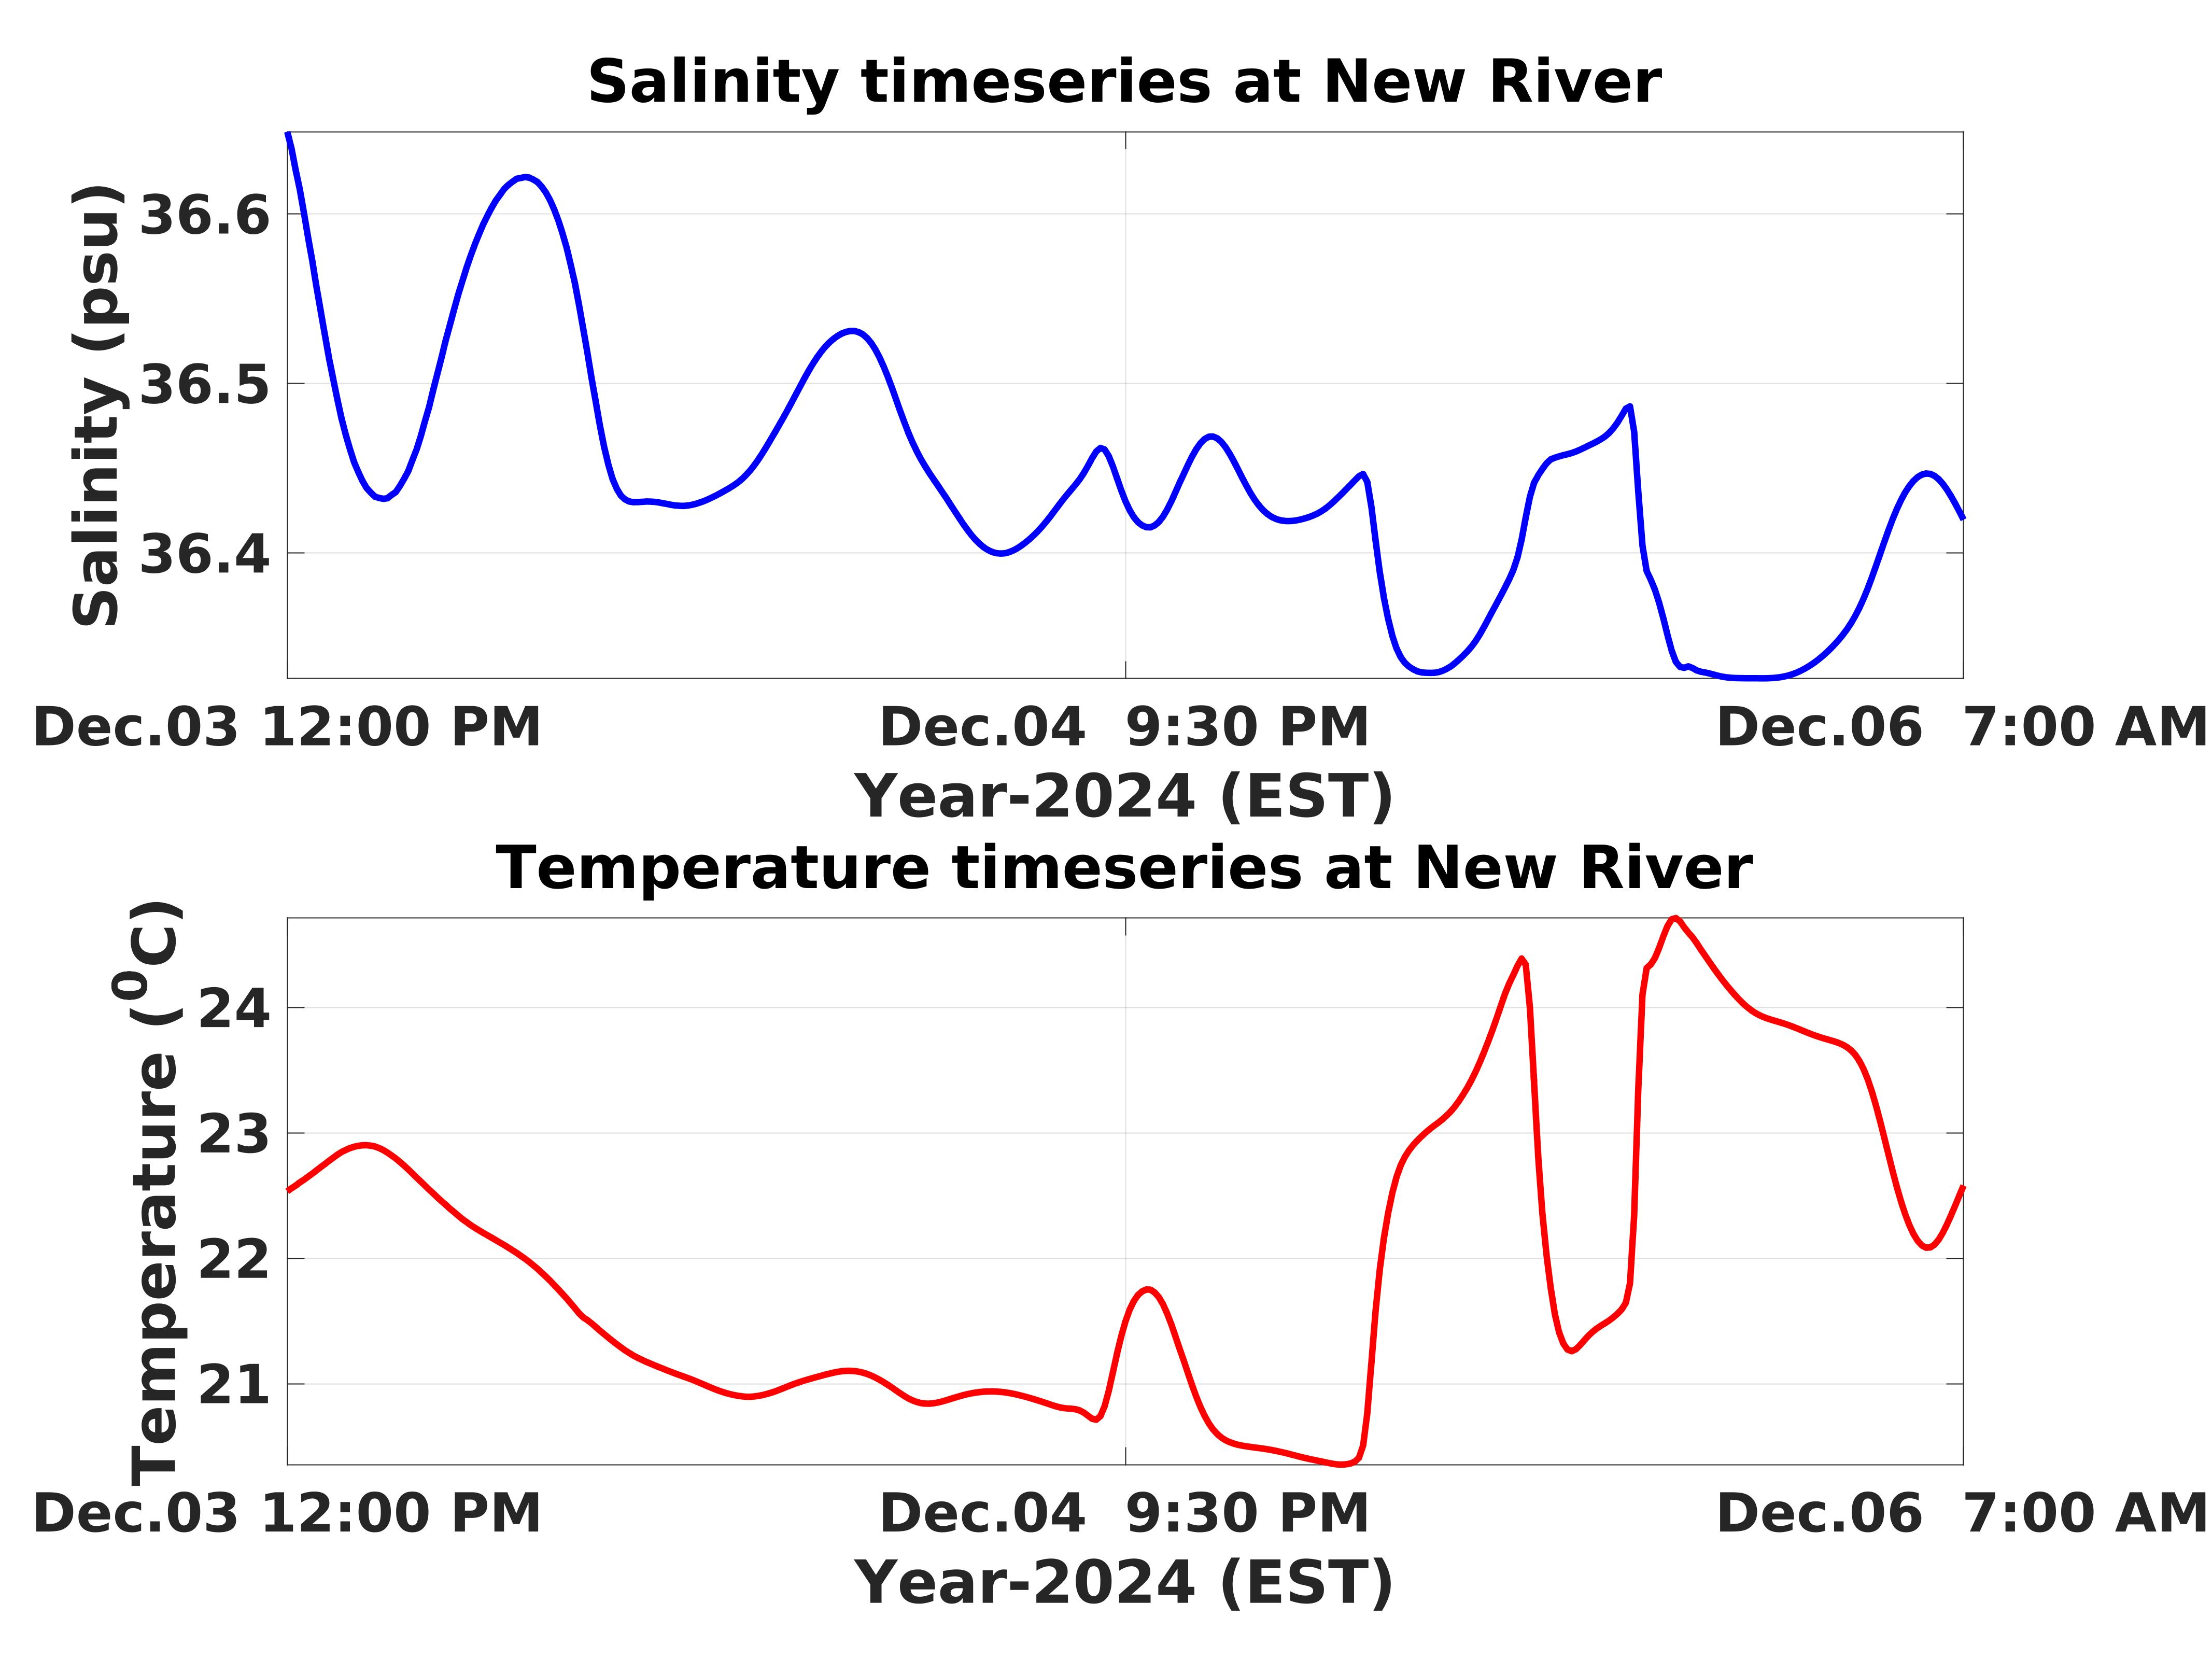 Salinity timeseries at New River
Salinity (psu)
36.6
36.5
36.4
Dec.03 12:00 PM
Dec.04  9:30 PM
Dec.06  7:00 AM
Year-2024 (EST)
Temperature timeseries at New River
Temperature (⁰C)
24
23
22
21
Dec.03 12:00 PM
Dec.04  9:30 PM
Dec.06  7:00 AM
Year-2024 (EST)